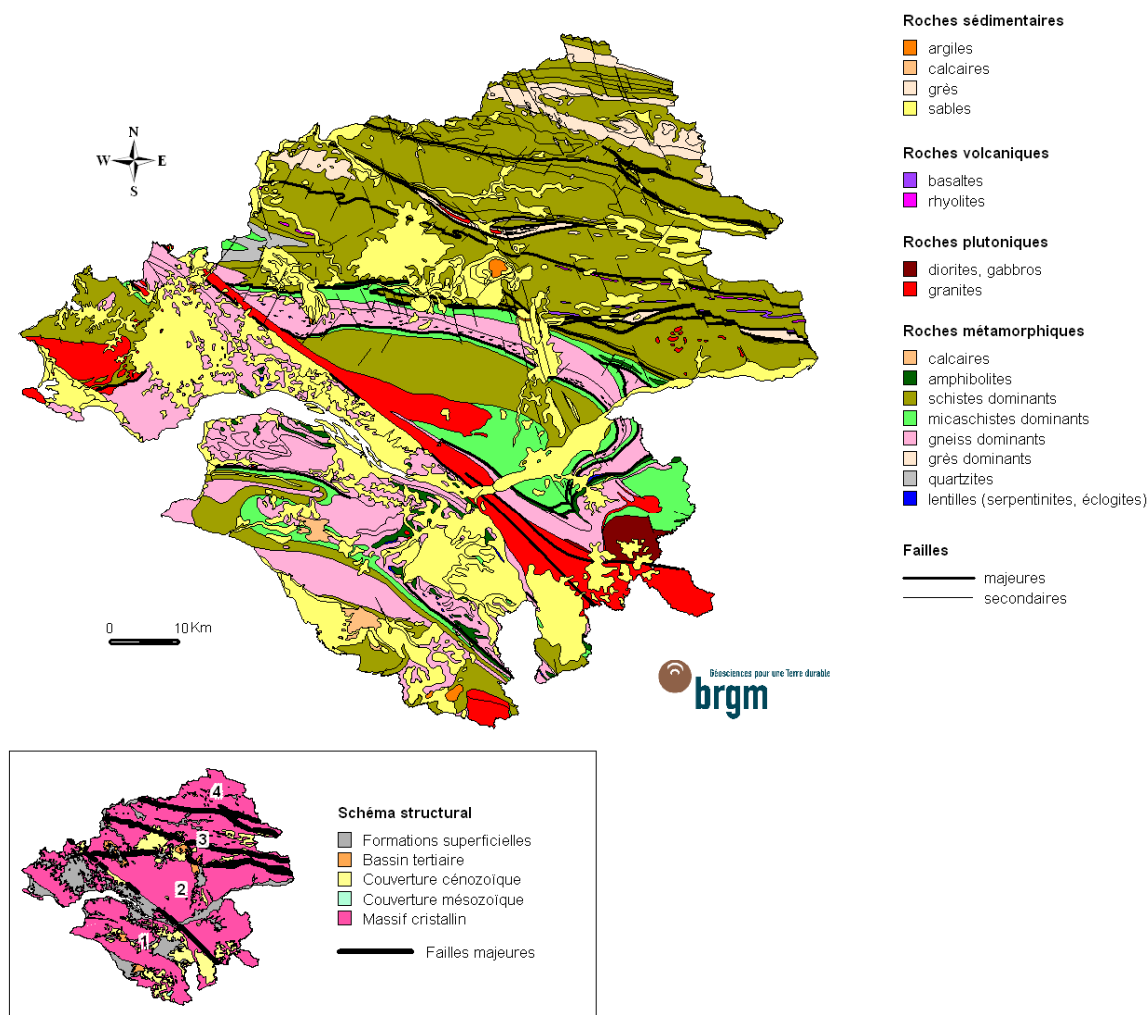 N
W E
S
0 10 Km
Géosciences pour une Terre durable
brgm
Roches sédimentaires
argiles
calcaires
grès
sables
Roches volcaniques
basaltes
rhyolites
Roches plutoniques
diorites, gabbros
granites
Roches métamorphiques
calcaires
amphibolites
schistes dominants
micaschistes dominants
gneiss dominants
grès dominants
quartzites
lentilles (serpentinites, éclogites)
Failles
majeures
secondaires
4
3
2
1
Schéma structural
Formations superficielles
Bassin tertiaire
Couverture cénozoïque
Couverture mésozoïque
Massif cristallin
Failles majeures